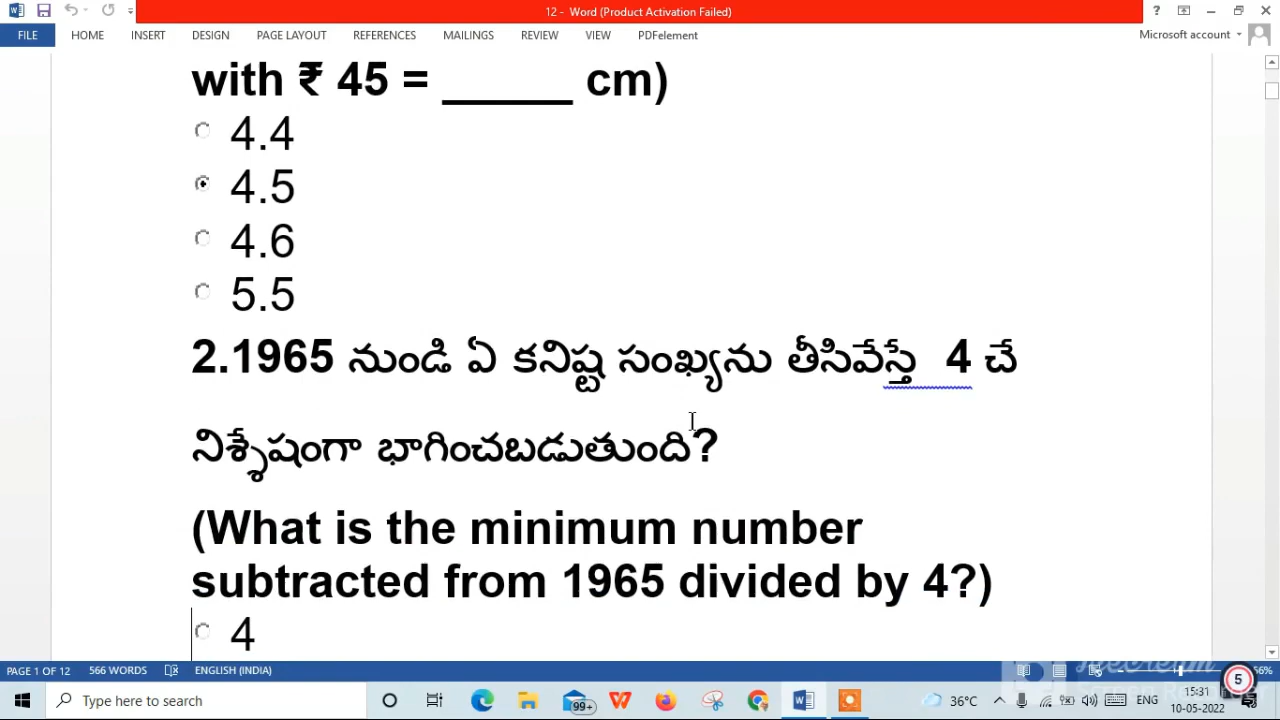 12 - Word (Product Activation Failed)
FILE HOME INSERT DESIGN PAGE LAYOUT REFERENCES MAILINGS REVIEW VIEW PDFelement Microsoft account
with ₹ 45 = _____ cm)
4.4
4.5
4.6
5.5
2.1965 నుండి ఏ కనిష్ట సంఖ్యను తీసివేస్తే 4 చే
నిశ్శేషంగా భాగించబడుతుంది?
(What is the minimum number
subtracted from 1965 divided by 4?)
4
PAGE 1 OF 12 566 WORDS ENGLISH (INDIA)
Type here to search 99+ 36°C ENG 15:31 5
10-05-2022